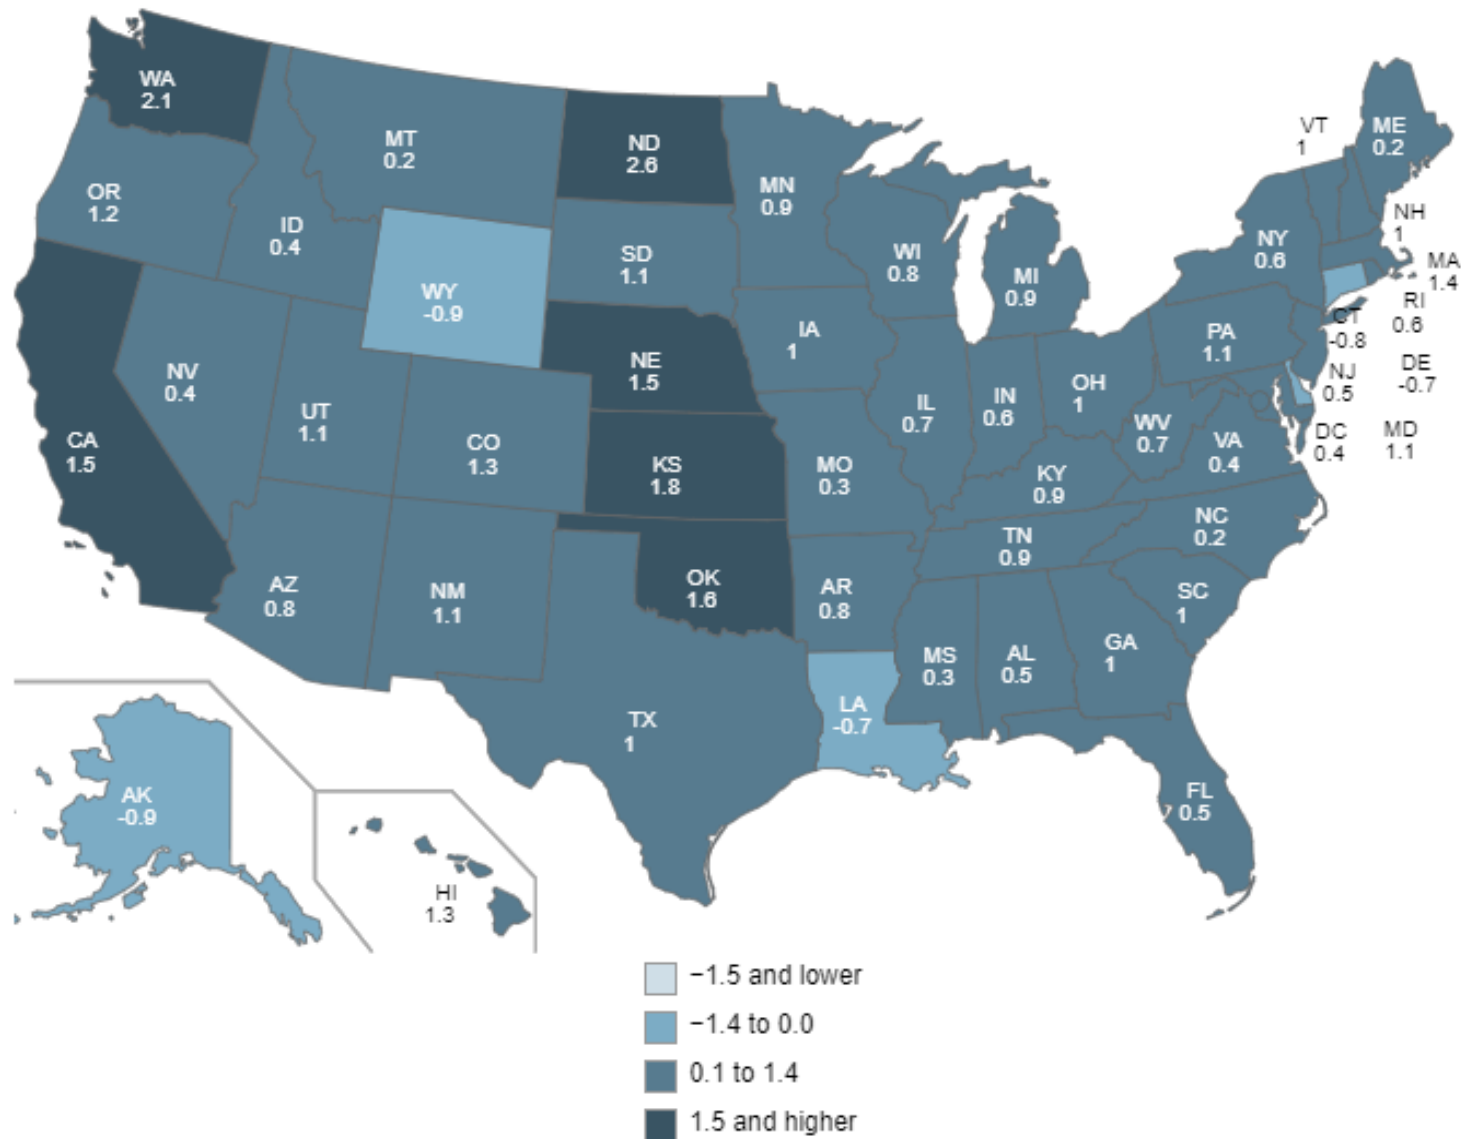 WA
2.1
MT
0.2
ND
2.6
MN
0.9
VT
1
ME
0.2
OR
1.2
ID
0.4
SD
1.1
WI
0.8
MI
0.9
NY
0.6
NH
1
MA
1.4
WY
-0.9
IA
1
PA
1.1
CT
-0.8
RI
0.6
NE
1.5
NV
0.4
UT
1.1
CO
1.3
IL
0.7
IN
0.6
OH
1
NJ
0.5
DE
-0.7
CA
1.5
KS
1.8
MO
0.3
KY
0.9
WV
0.7
VA
0.4
DC
0.4
MD
1.1
AZ
0.8
NM
1.1
OK
1.6
AR
0.8
TN
0.9
NC
0.2
SC
1
MS
0.3
AL
0.5
GA
1
TX
1
LA
-0.7
FL
0.5
AK
-0.9
HI
1.3
−1.5 and lower
−1.4 to 0.0
0.1 to 1.4
1.5 and higher